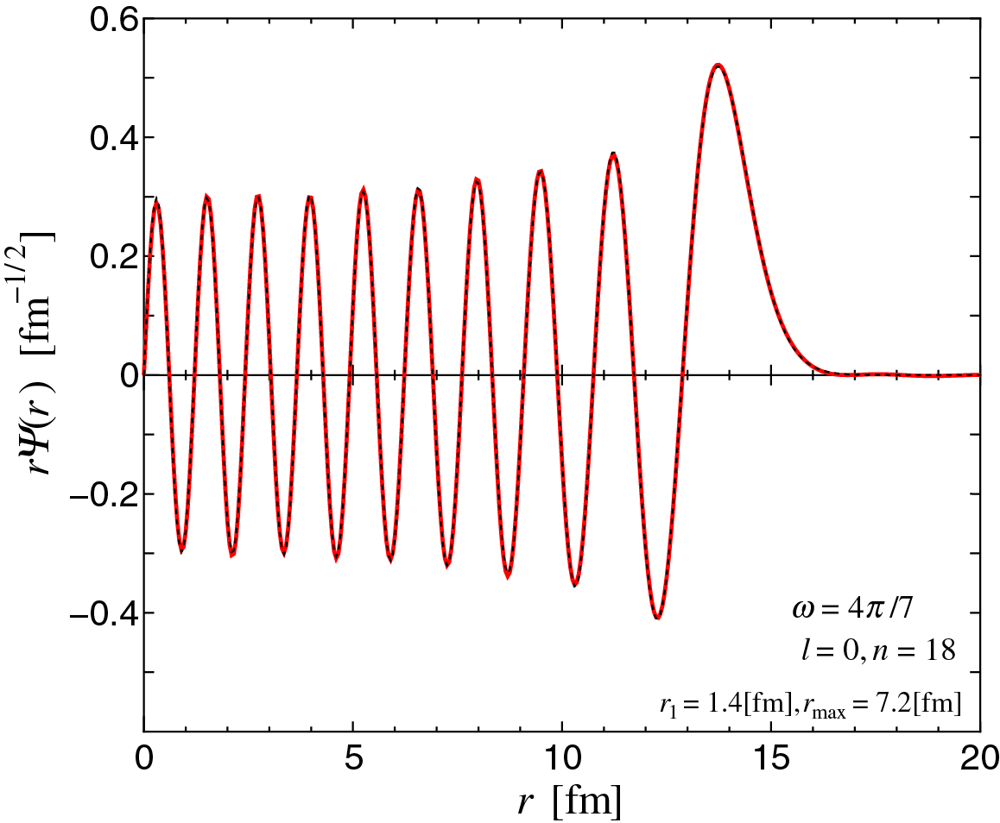 0.6
0.4
0.2
0
−0.2
−0.4
rΨ(r) [fm−1/2]
ω = 4π/7
l = 0, n = 18
r1 = 1.4[fm], rmax = 7.2[fm]
0 5 10 15 20
r [fm]